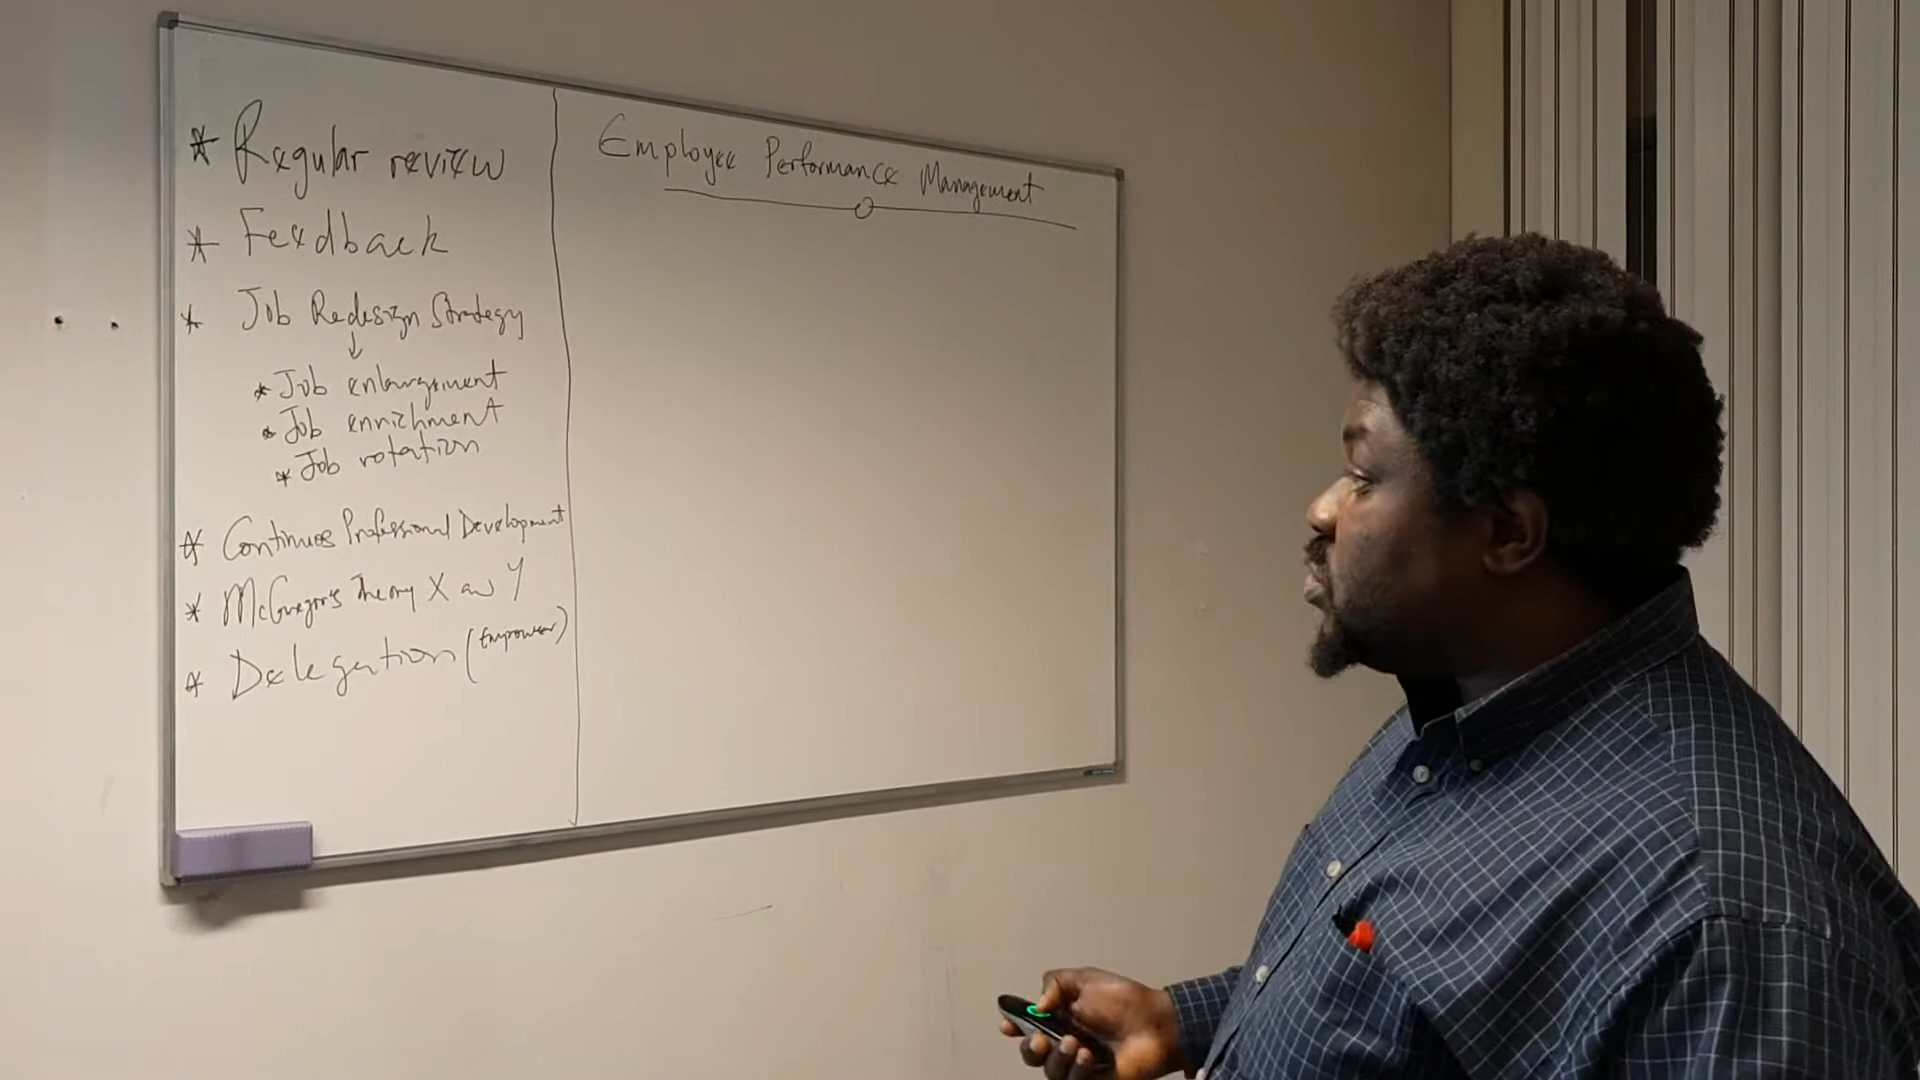 * Regular review
* Feedback
* Job Redesign Strategy
↓
* Job enlargement
* Job enrichment
* Job rotation
* Continues Professional Development
* McGregor's Theory X and Y
* Delegation (Empower)
Employee Performance Management